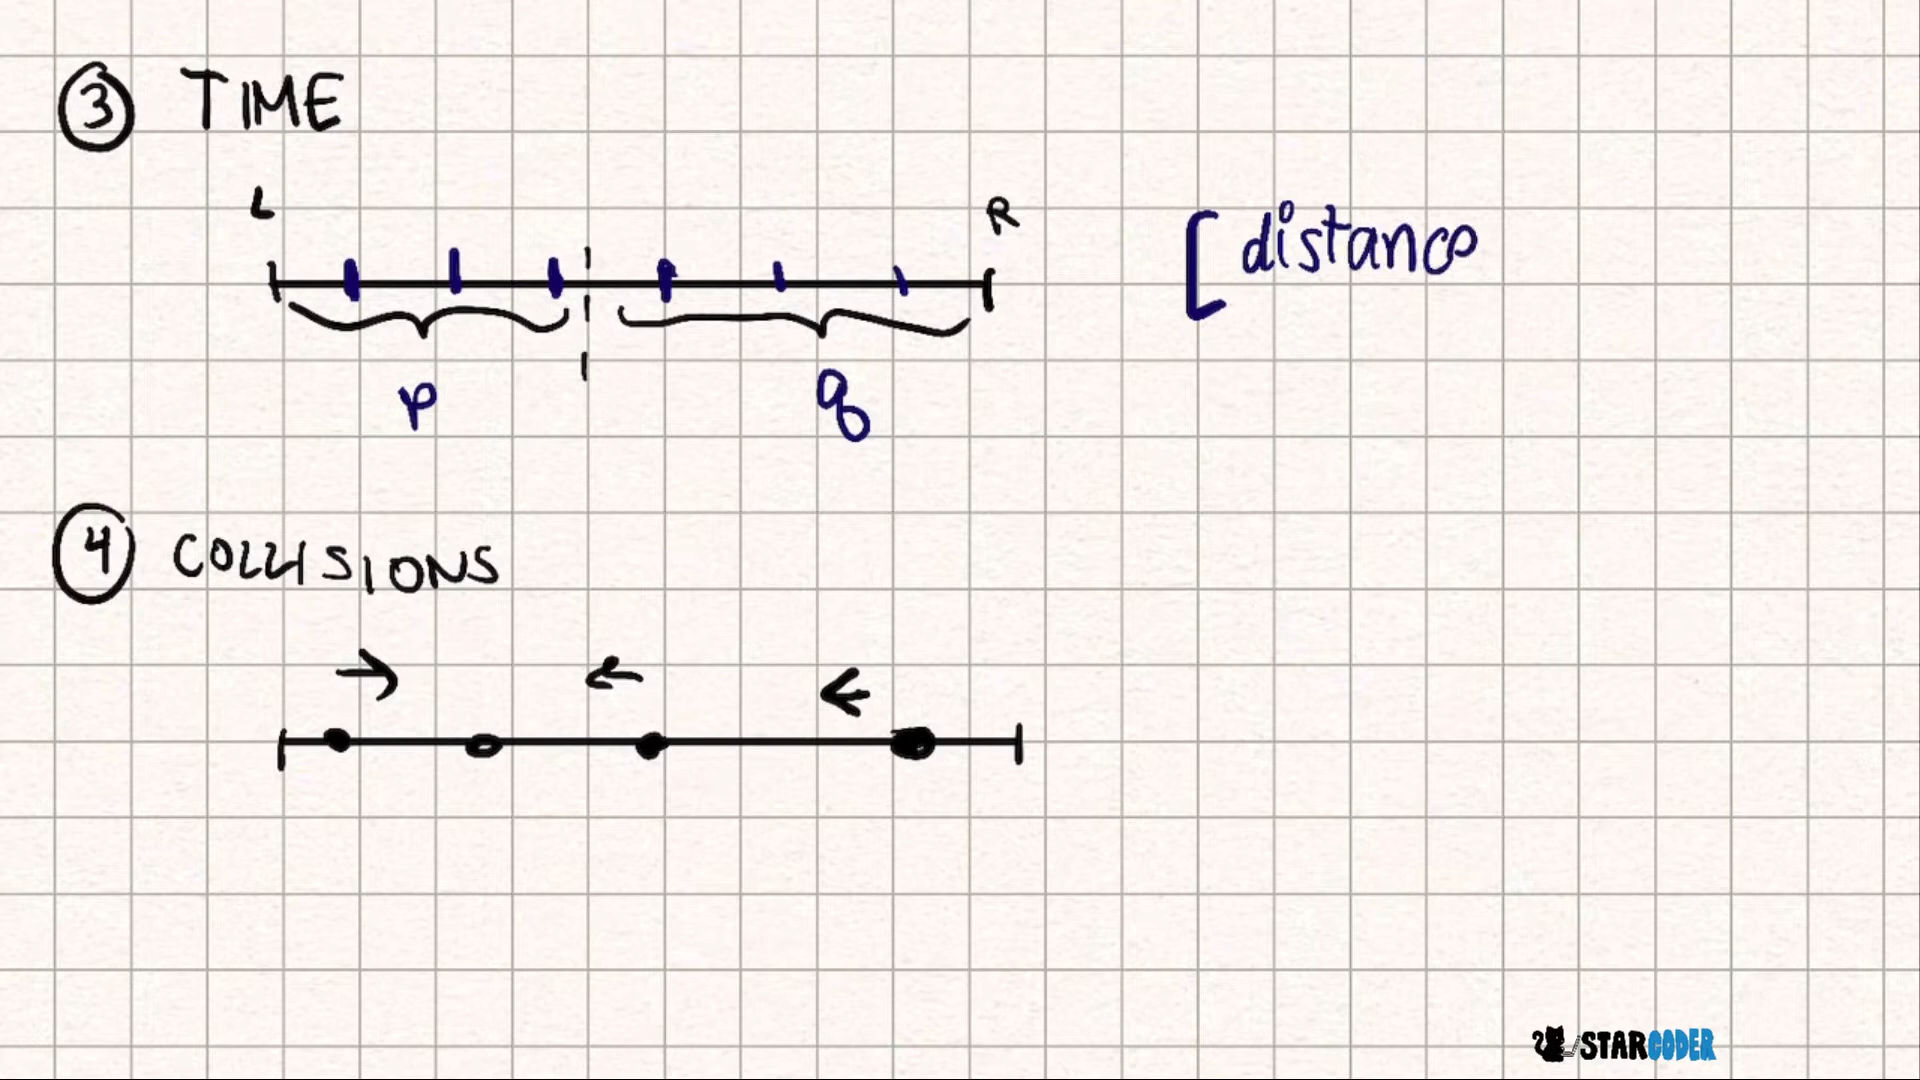 ③ TIME
L R
[ distance
p q
④ COLLISIONS
STARCODER